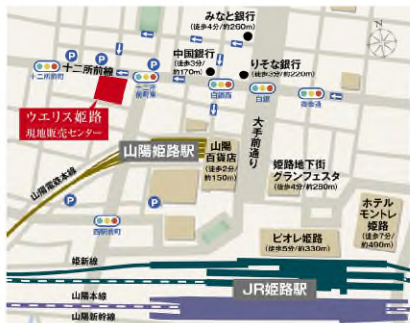 みなと銀行
(徒歩4分/約260m)
P
P
中国銀行
(徒歩3分/
約170m)
りそな銀行
(徒歩3分/約220m)
十二所前町
十二所前線
P
十二所
前町東
白銀西
白銀
ウエリス姫路
現地販売センター
大手前通り
山陽姫路駅
山陽
百貨店
(徒歩2分/
約150m)
姫路地下街
グランフェスタ
(徒歩4分/約280m)
山陽電鉄本線
P
P
ホテル
モントレ
姫路
(徒歩7分/
約490m)
ピオレ姫路
(徒歩5分/約330m)
姫新線
JR姫路駅
山陽本線
山陽新幹線